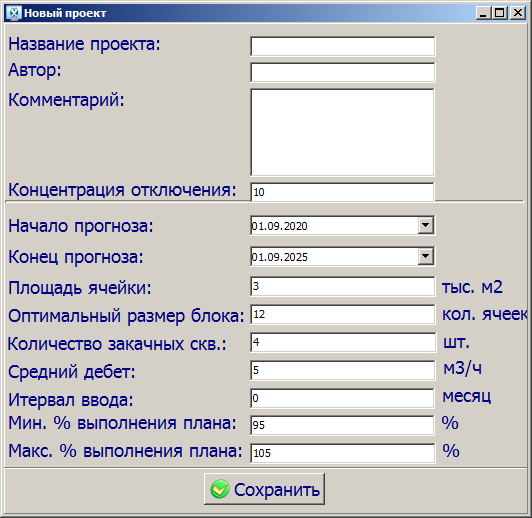 Новый проект
Название проекта:
Автор:
Комментарий:
Концентрация отключения: 10
Начало прогноза: 01.09.2020
Конец прогноза: 01.09.2025
Площадь ячейки: 3 тыс. м2
Оптимальный размер блока: 12 кол. ячеек
Количество закачных скв.: 4 шт.
Средний дебет: 5 м3/ч
Итервал ввода: 0 месяц
Мин. % выполнения плана: 95 %
Макс. % выполнения плана: 105 %
Сохранить